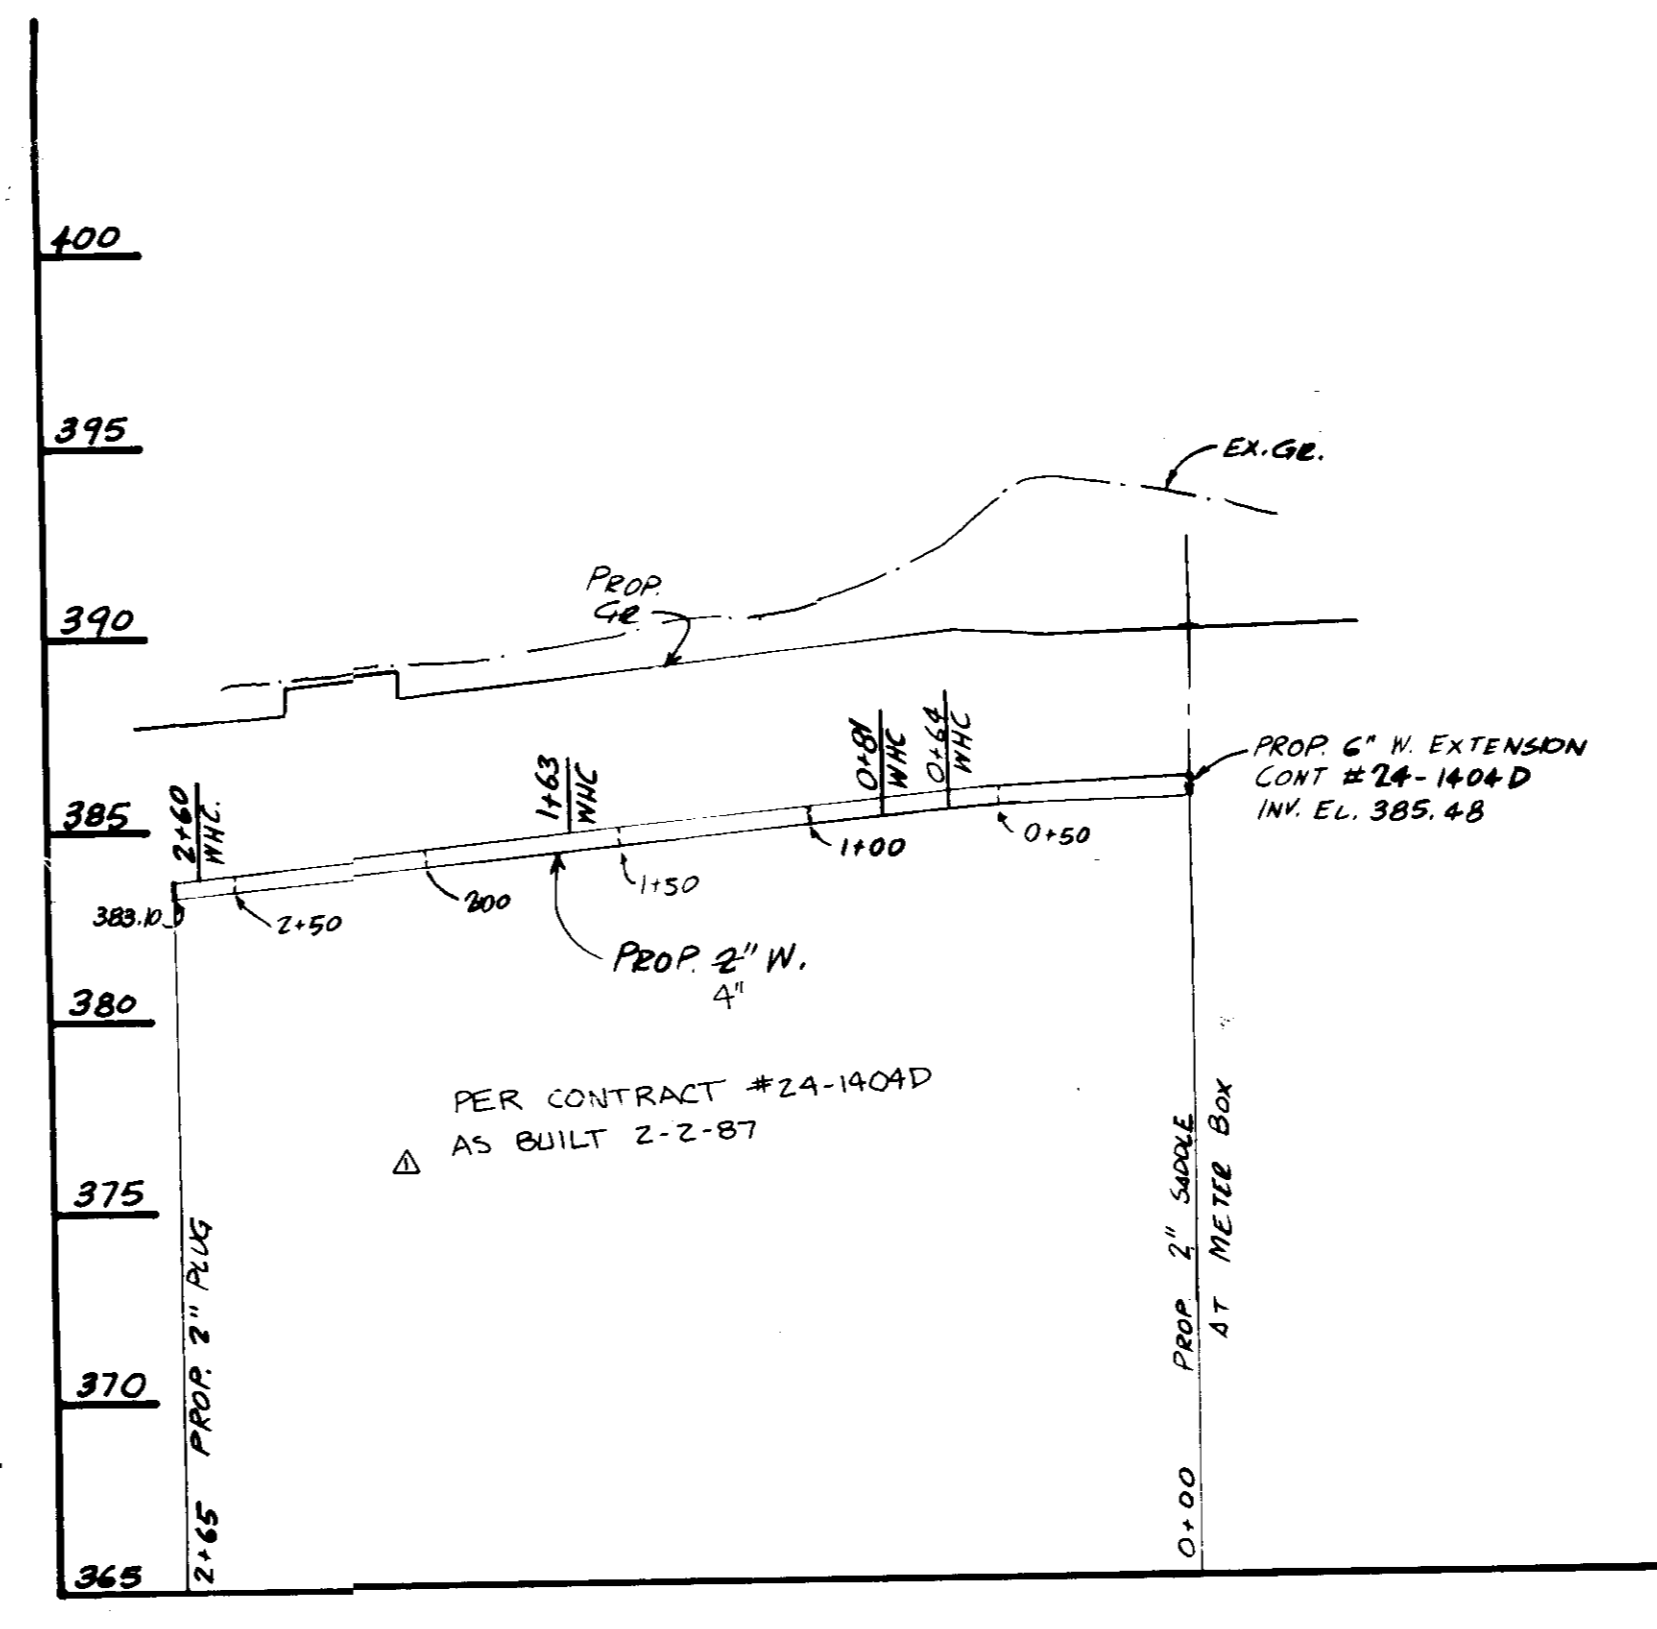 400
395
EX. GR.
PROP.
GR
390
0+64
WHC
0+81
WHC
1+63
WHC
2+60
WHC.
PROP. 6" W. EXTENSION
CONT # 24-1404D
INV. EL. 385.48
385
0+50
1+00
1+50
200
2+50
383.10
PROP. 2" W.
4"
380
PER CONTRACT #24-1404D
AS BUILT 2-2-87
1
375
370
365
2+65 PROP. 2" PLUG
0+00 PROP 2" SADDLE
AT METER BOX